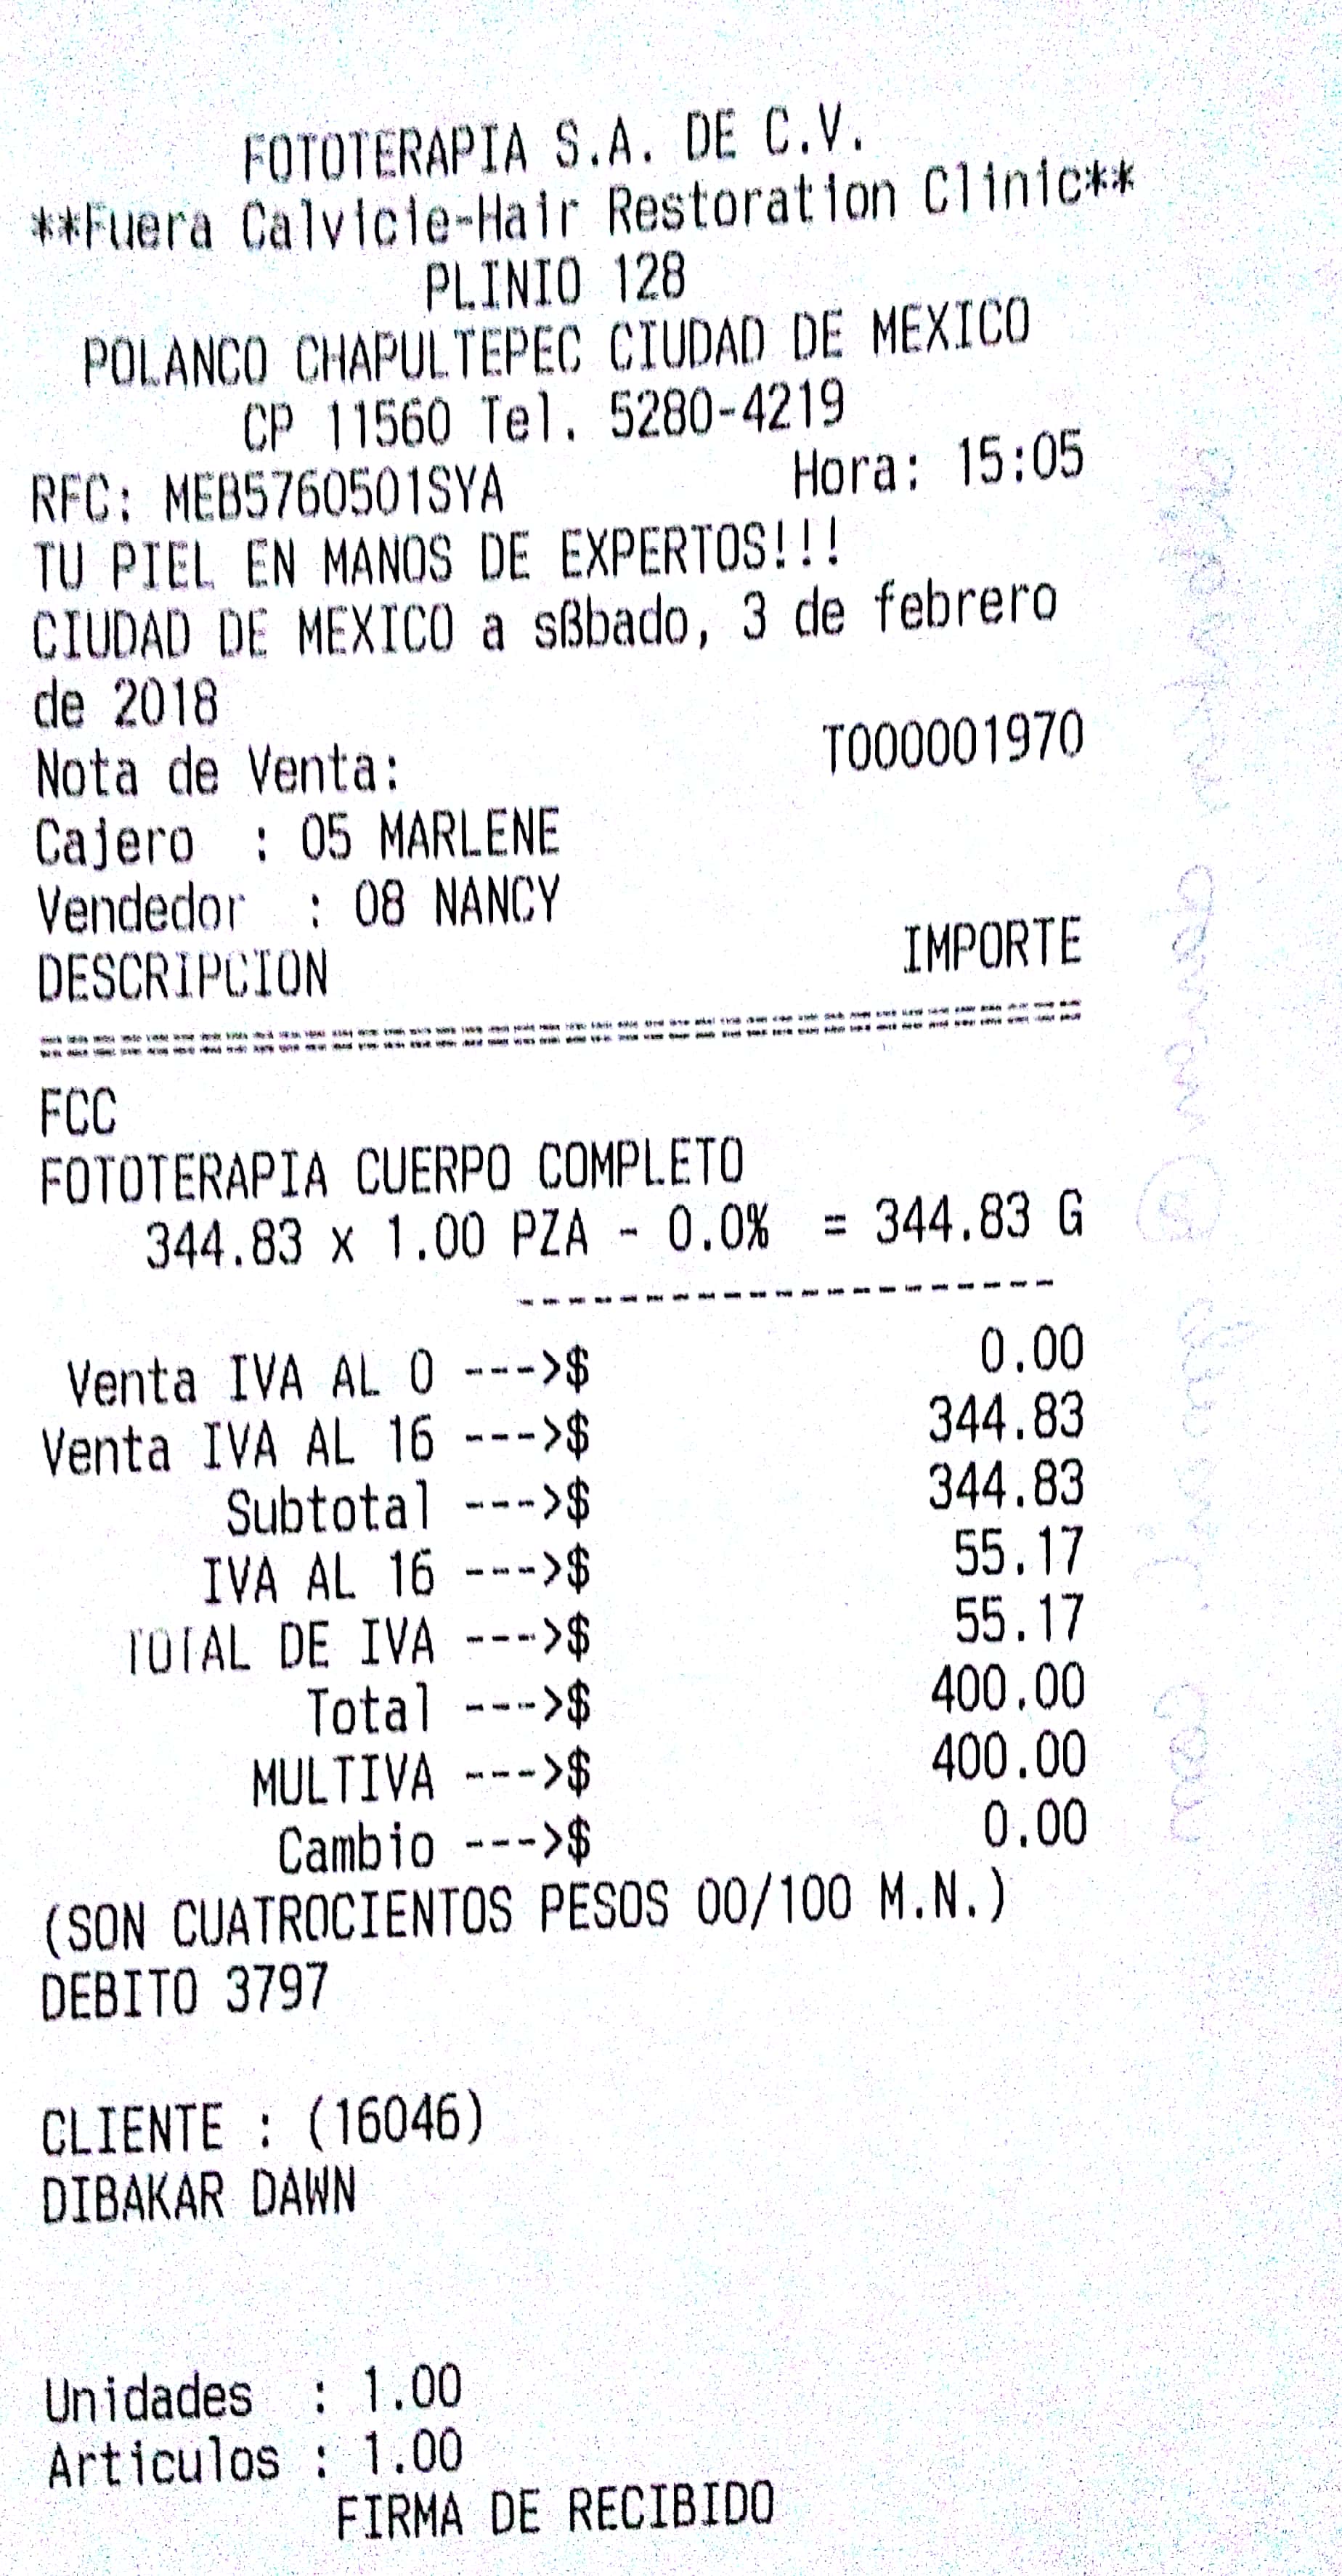 FOTOTERAPIA S.A. DE C.V.
**Fuera Calvicie-Hair Restoration Clinic**
PLINIO 128
POLANCO CHAPULTEPEC CIUDAD DE MEXICO
CP 11560 Tel. 5280-4219
RFC: MEB5760501SYA Hora: 15:05
TU PIEL EN MANOS DE EXPERTOS!!!
CIUDAD DE MEXICO a sßbado, 3 de febrero
de 2018
Nota de Venta: T000001970
Cajero : 05 MARLENE
Vendedor : 08 NANCY
DESCRIPCION IMPORTE
FCC
FOTOTERAPIA CUERPO COMPLETO
344.83 x 1.00 PZA - 0.0% = 344.83 G
Venta IVA AL 0 --->$ 0.00
Venta IVA AL 16 --->$ 344.83
Subtotal --->$ 344.83
IVA AL 16 --->$ 55.17
TOTAL DE IVA --->$ 55.17
Total --->$ 400.00
MULTIVA --->$ 400.00
Cambio --->$ 0.00
(SON CUATROCIENTOS PESOS 00/100 M.N.)
DEBITO 3797
CLIENTE : (16046)
DIBAKAR DAWN
Unidades : 1.00
Articulos : 1.00
FIRMA DE RECIBIDO